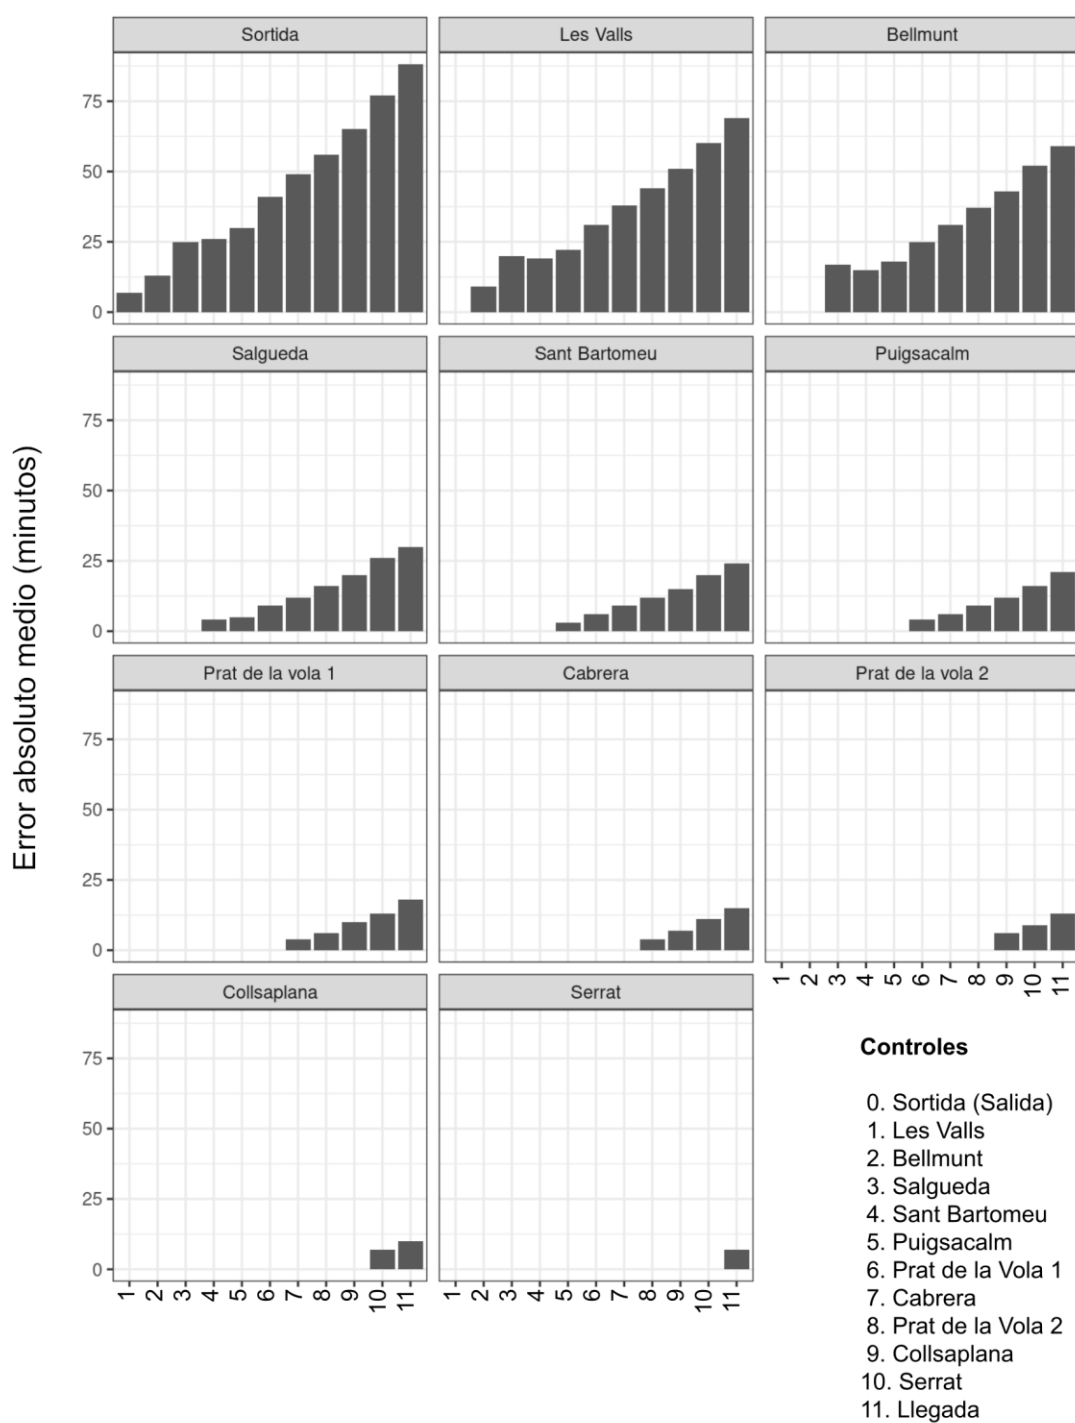 Sortida
Les Valls
Bellmunt
75
50
25
0
Salgueda
Sant Bartomeu
Puigsacalm
75
50
25
0
Error absoluto medio (minutos)
Prat de la vola 1
Cabrera
Prat de la vola 2
75
50
25
0
1 2 3 4 5 6 7 8 9 10 11
Collsaplana
Serrat
75
50
25
0
1 2 3 4 5 6 7 8 9 10 11
1 2 3 4 5 6 7 8 9 10 11
Controles
0. Sortida (Salida)
1. Les Valls
2. Bellmunt
3. Salgueda
4. Sant Bartomeu
5. Puigsacalm
6. Prat de la Vola 1
7. Cabrera
8. Prat de la Vola 2
9. Collsaplana
10. Serrat
11. Llegada